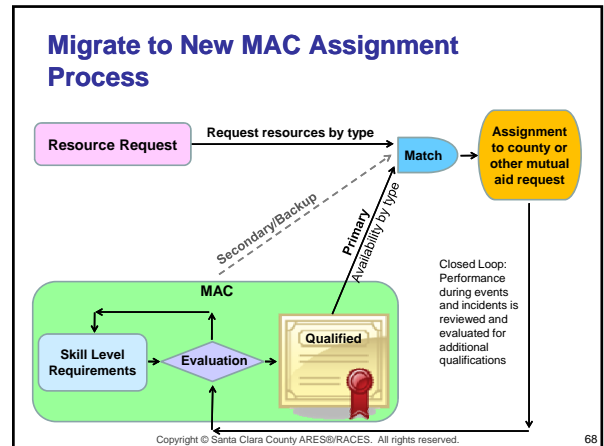 Migrate to New MAC Assignment
Process
Resource Request
Request resources by type
Match
Assignment
to county or
other mutual
aid request
Secondary/Backup
Primary
Availability by type
MAC
Skill Level
Requirements
Evaluation
Qualified
Closed Loop:
Performance
during events
and incidents is
reviewed and
evaluated for
additional
qualifications
Copyright © Santa Clara County ARES®/RACES. All rights reserved.
68